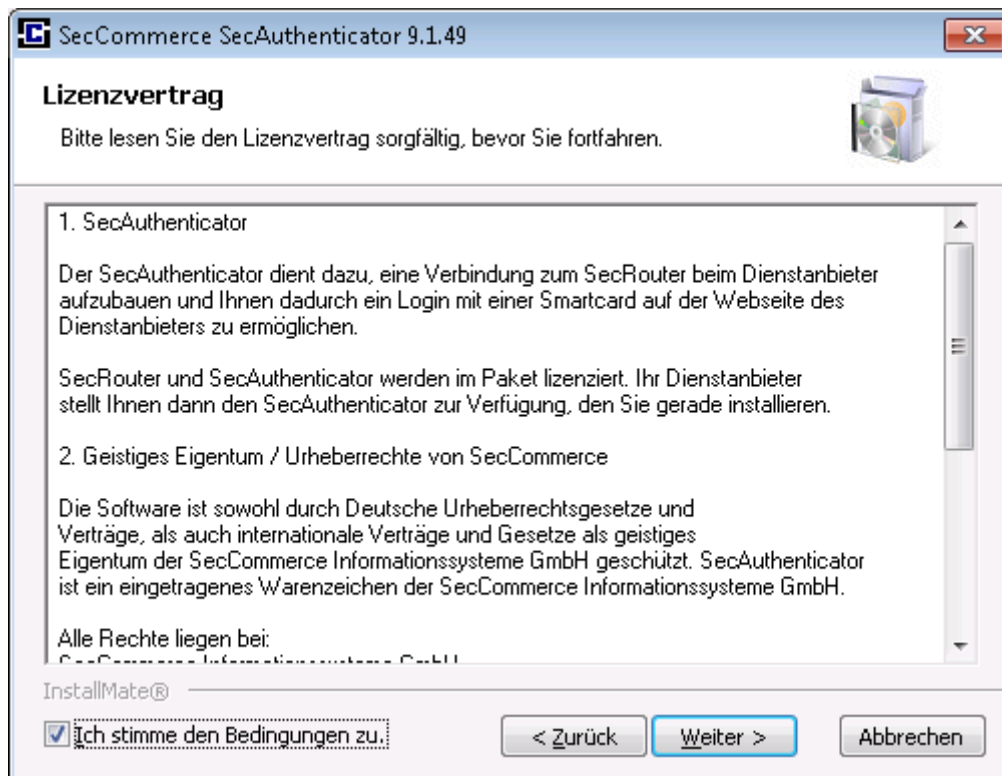 SecCommerce SecAuthenticator 9.1.49
Lizenzvertrag
Bitte lesen Sie den Lizenzvertrag sorgfältig, bevor Sie fortfahren.
1. SecAuthenticator
Der SecAuthenticator dient dazu, eine Verbindung zum SecRouter beim Dienstanbieter
aufzubauen und Ihnen dadurch ein Login mit einer Smartcard auf der Webseite des
Dienstanbieters zu ermöglichen.
SecRouter und SecAuthenticator werden im Paket lizenziert. Ihr Dienstanbieter
stellt Ihnen dann den SecAuthenticator zur Verfügung, den Sie gerade installieren.
2. Geistiges Eigentum / Urheberrechte von SecCommerce
Die Software ist sowohl durch Deutsche Urheberrechtsgesetze und
Verträge, als auch internationale Verträge und Gesetze als geistiges
Eigentum der SecCommerce Informationssysteme GmbH geschützt. SecAuthenticator
ist ein eingetragenes Warenzeichen der SecCommerce Informationssysteme GmbH.
Alle Rechte liegen bei:
SecCommerce Informationssysteme GmbH
InstallMate®
Ich stimme den Bedingungen zu.
< Zurück
Weiter >
Abbrechen